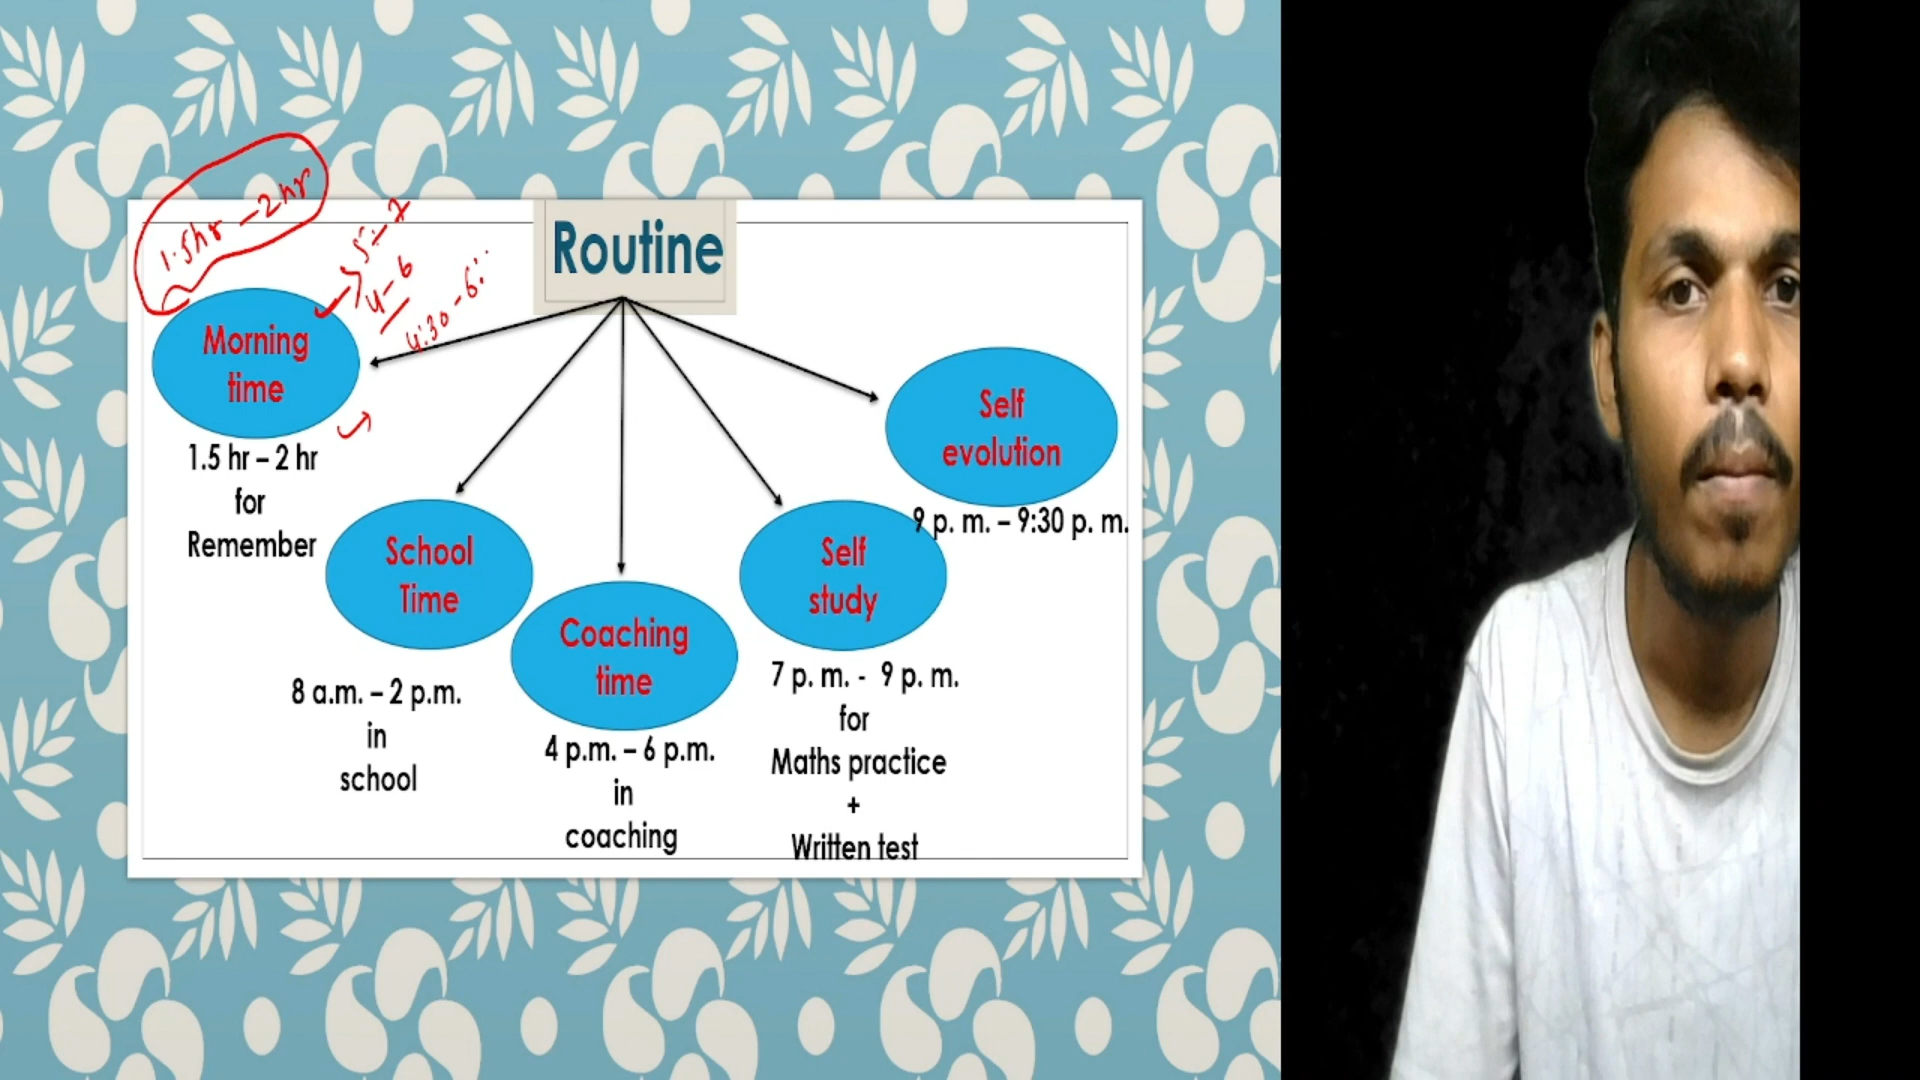 Routine
1.5hr - 2 hr
5 - 7
4 - 6
4:30 - 6:
Morning
time
1.5 hr – 2 hr
for
Remember
School
Time
8 a.m. – 2 p.m.
in
school
Coaching
time
4 p.m. – 6 p.m.
in
coaching
Self
study
7 p. m. - 9 p. m.
for
Maths practice
+
Written test
Self
evolution
9 p. m. – 9:30 p. m.